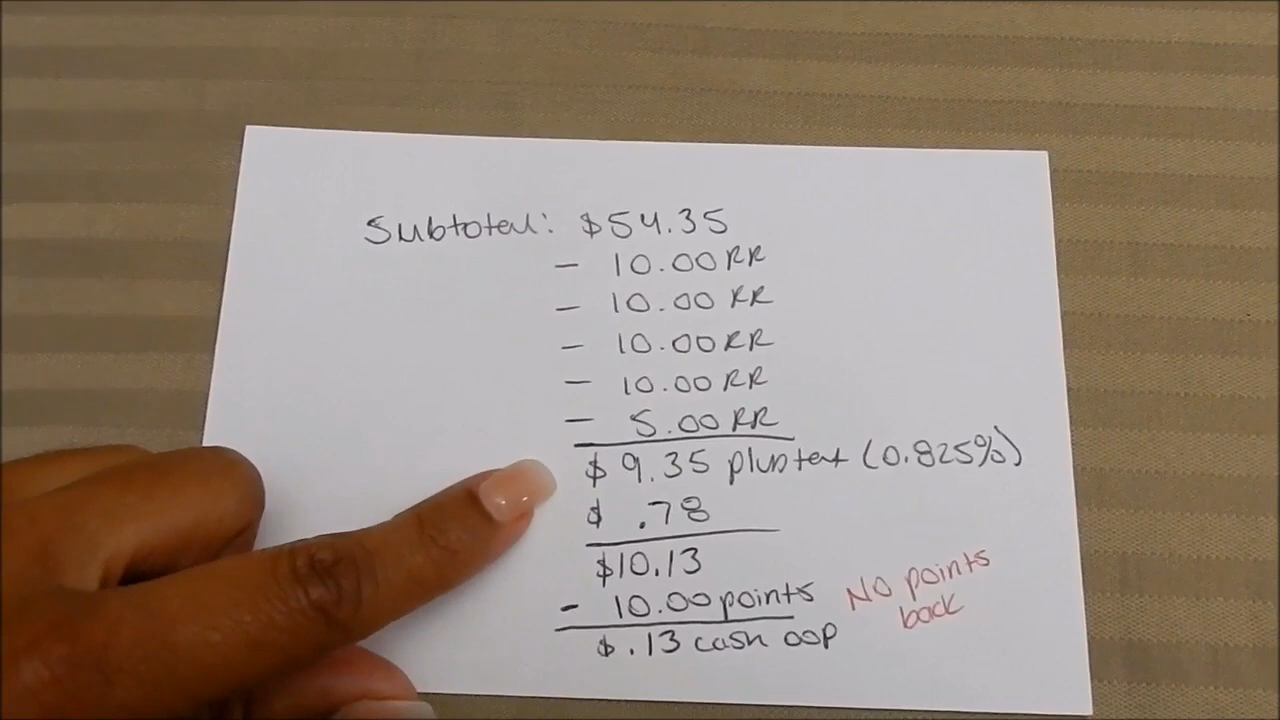 Subtotal: $54.35
- 10.00 RR
- 10.00 RR
- 10.00 RR
- 10.00 RR
- 5.00 RR
$ 9.35 plus tax (0.825%)
$ .78
$10.13
- 10.00 points
$ .13 cash oop
No points
back